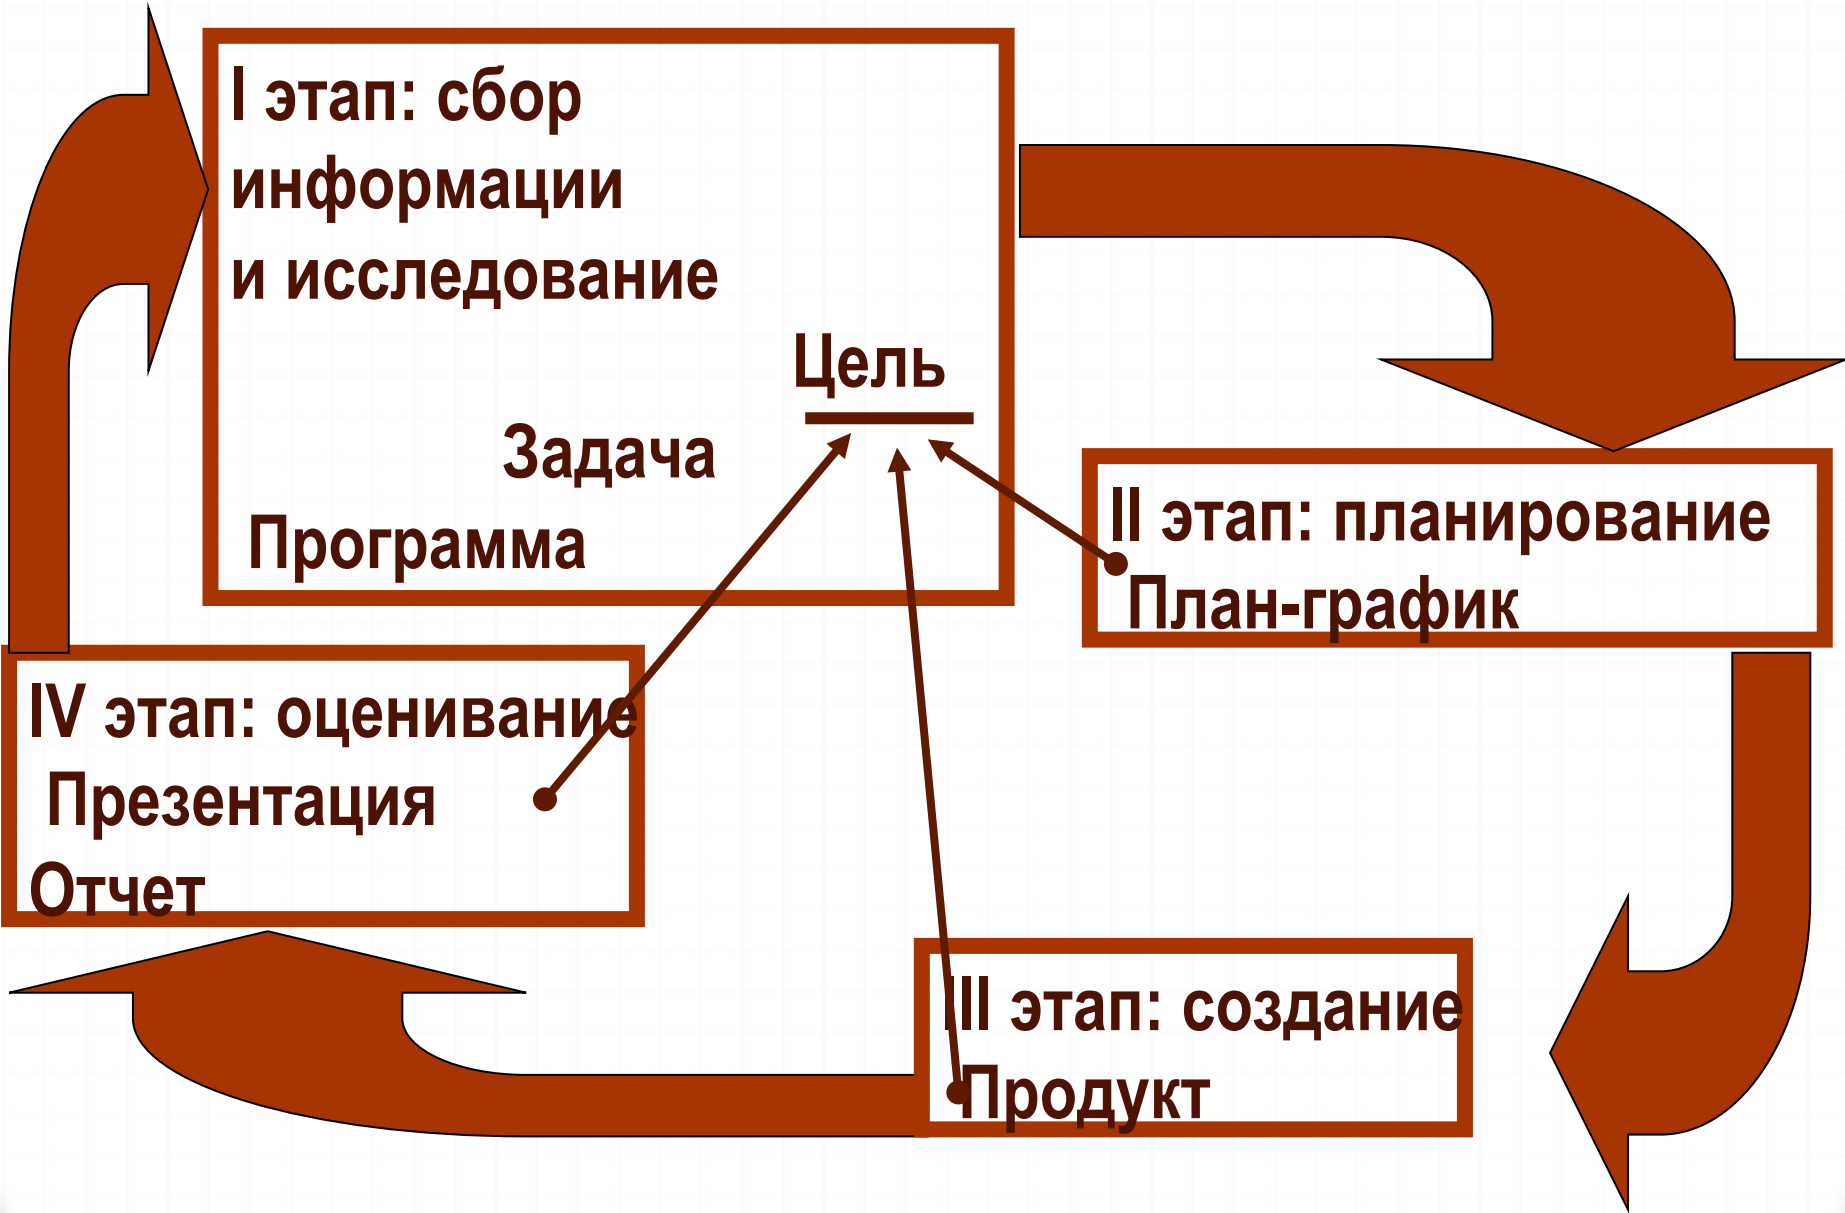 I этап: сбор
информации
и исследование
Цель
Задача
Программа
II этап: планирование
План-график
III этап: создание
Продукт
IV этап: оценивание
Презентация
Отчет